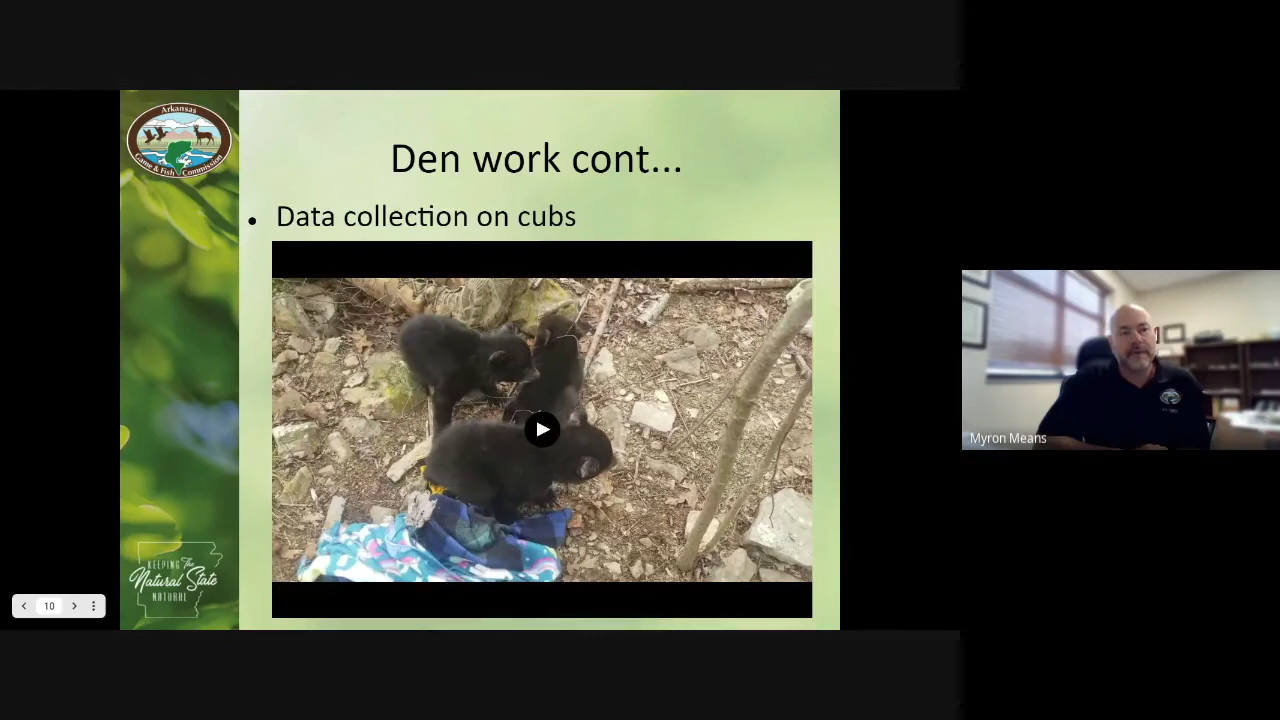 Arkansas
Game & Fish Commission
Den work cont...
• Data collection on cubs
KEEPING The
Natural State
NATURAL
10
Myron Means